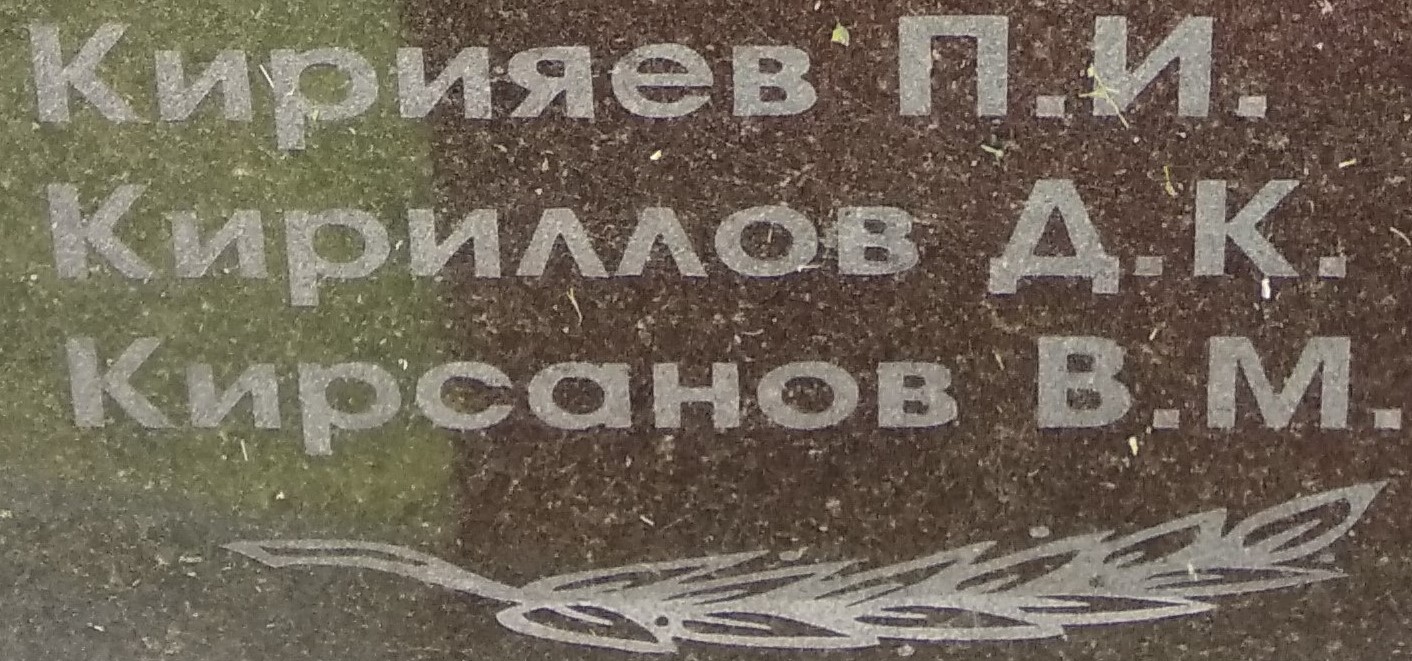 Кирияев П.И.
Кириллов Д.К.
Кирсанов В.М.